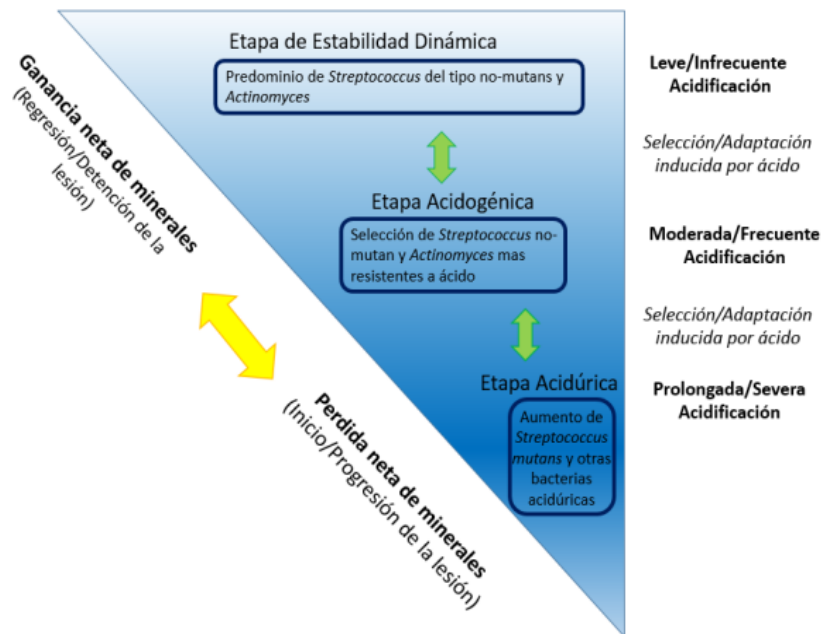 Etapa de Estabilidad Dinámica
Predominio de Streptococcus del tipo no-mutans y
Actinomyces
Leve/Infrecuente
Acidificación
Selección/Adaptación
inducida por ácido
Etapa Acidogénica
Selección de Streptococcus no-
mutan y Actinomyces mas
resistentes a ácido
Moderada/Frecuente
Acidificación
Selección/Adaptación
inducida por ácido
Etapa Acidúrica
Aumento de
Streptococcus
mutans y otras
bacterias
acidúricas
Prolongada/Severa
Acidificación
Ganancia neta de minerales
(Regresión/Detención de la
lesión)
Perdida neta de minerales
(Inicio/Progresión de la lesión)